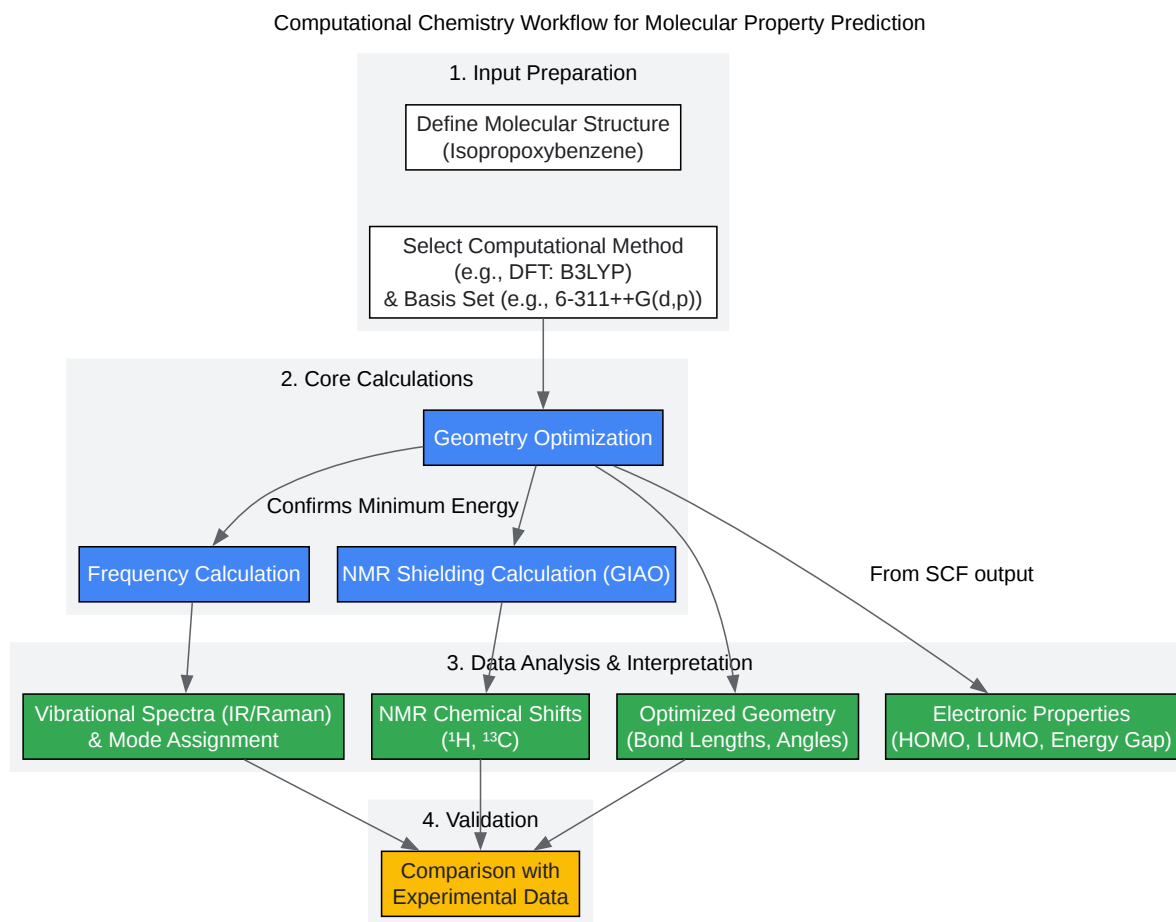 Computational Chemistry Workflow for Molecular Property Prediction
1. Input Preparation
Define Molecular Structure
(Isopropoxybenzene)
Select Computational Method
(e.g., DFT: B3LYP)
& Basis Set (e.g., 6-311++G(d,p))
2. Core Calculations
Geometry Optimization
Confirms Minimum Energy
Frequency Calculation
NMR Shielding Calculation (GIAO)
From SCF output
3. Data Analysis & Interpretation
Vibrational Spectra (IR/Raman)
& Mode Assignment
NMR Chemical Shifts
(¹H, ¹³C)
Optimized Geometry
(Bond Lengths, Angles)
Electronic Properties
(HOMO, LUMO, Energy Gap)
4. Validation
Comparison with
Experimental Data